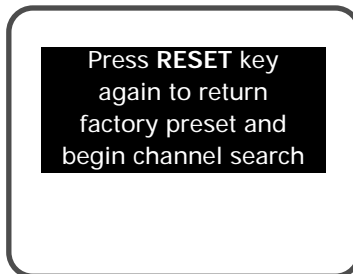 Press RESET key
again to return
factory preset and
begin channel search